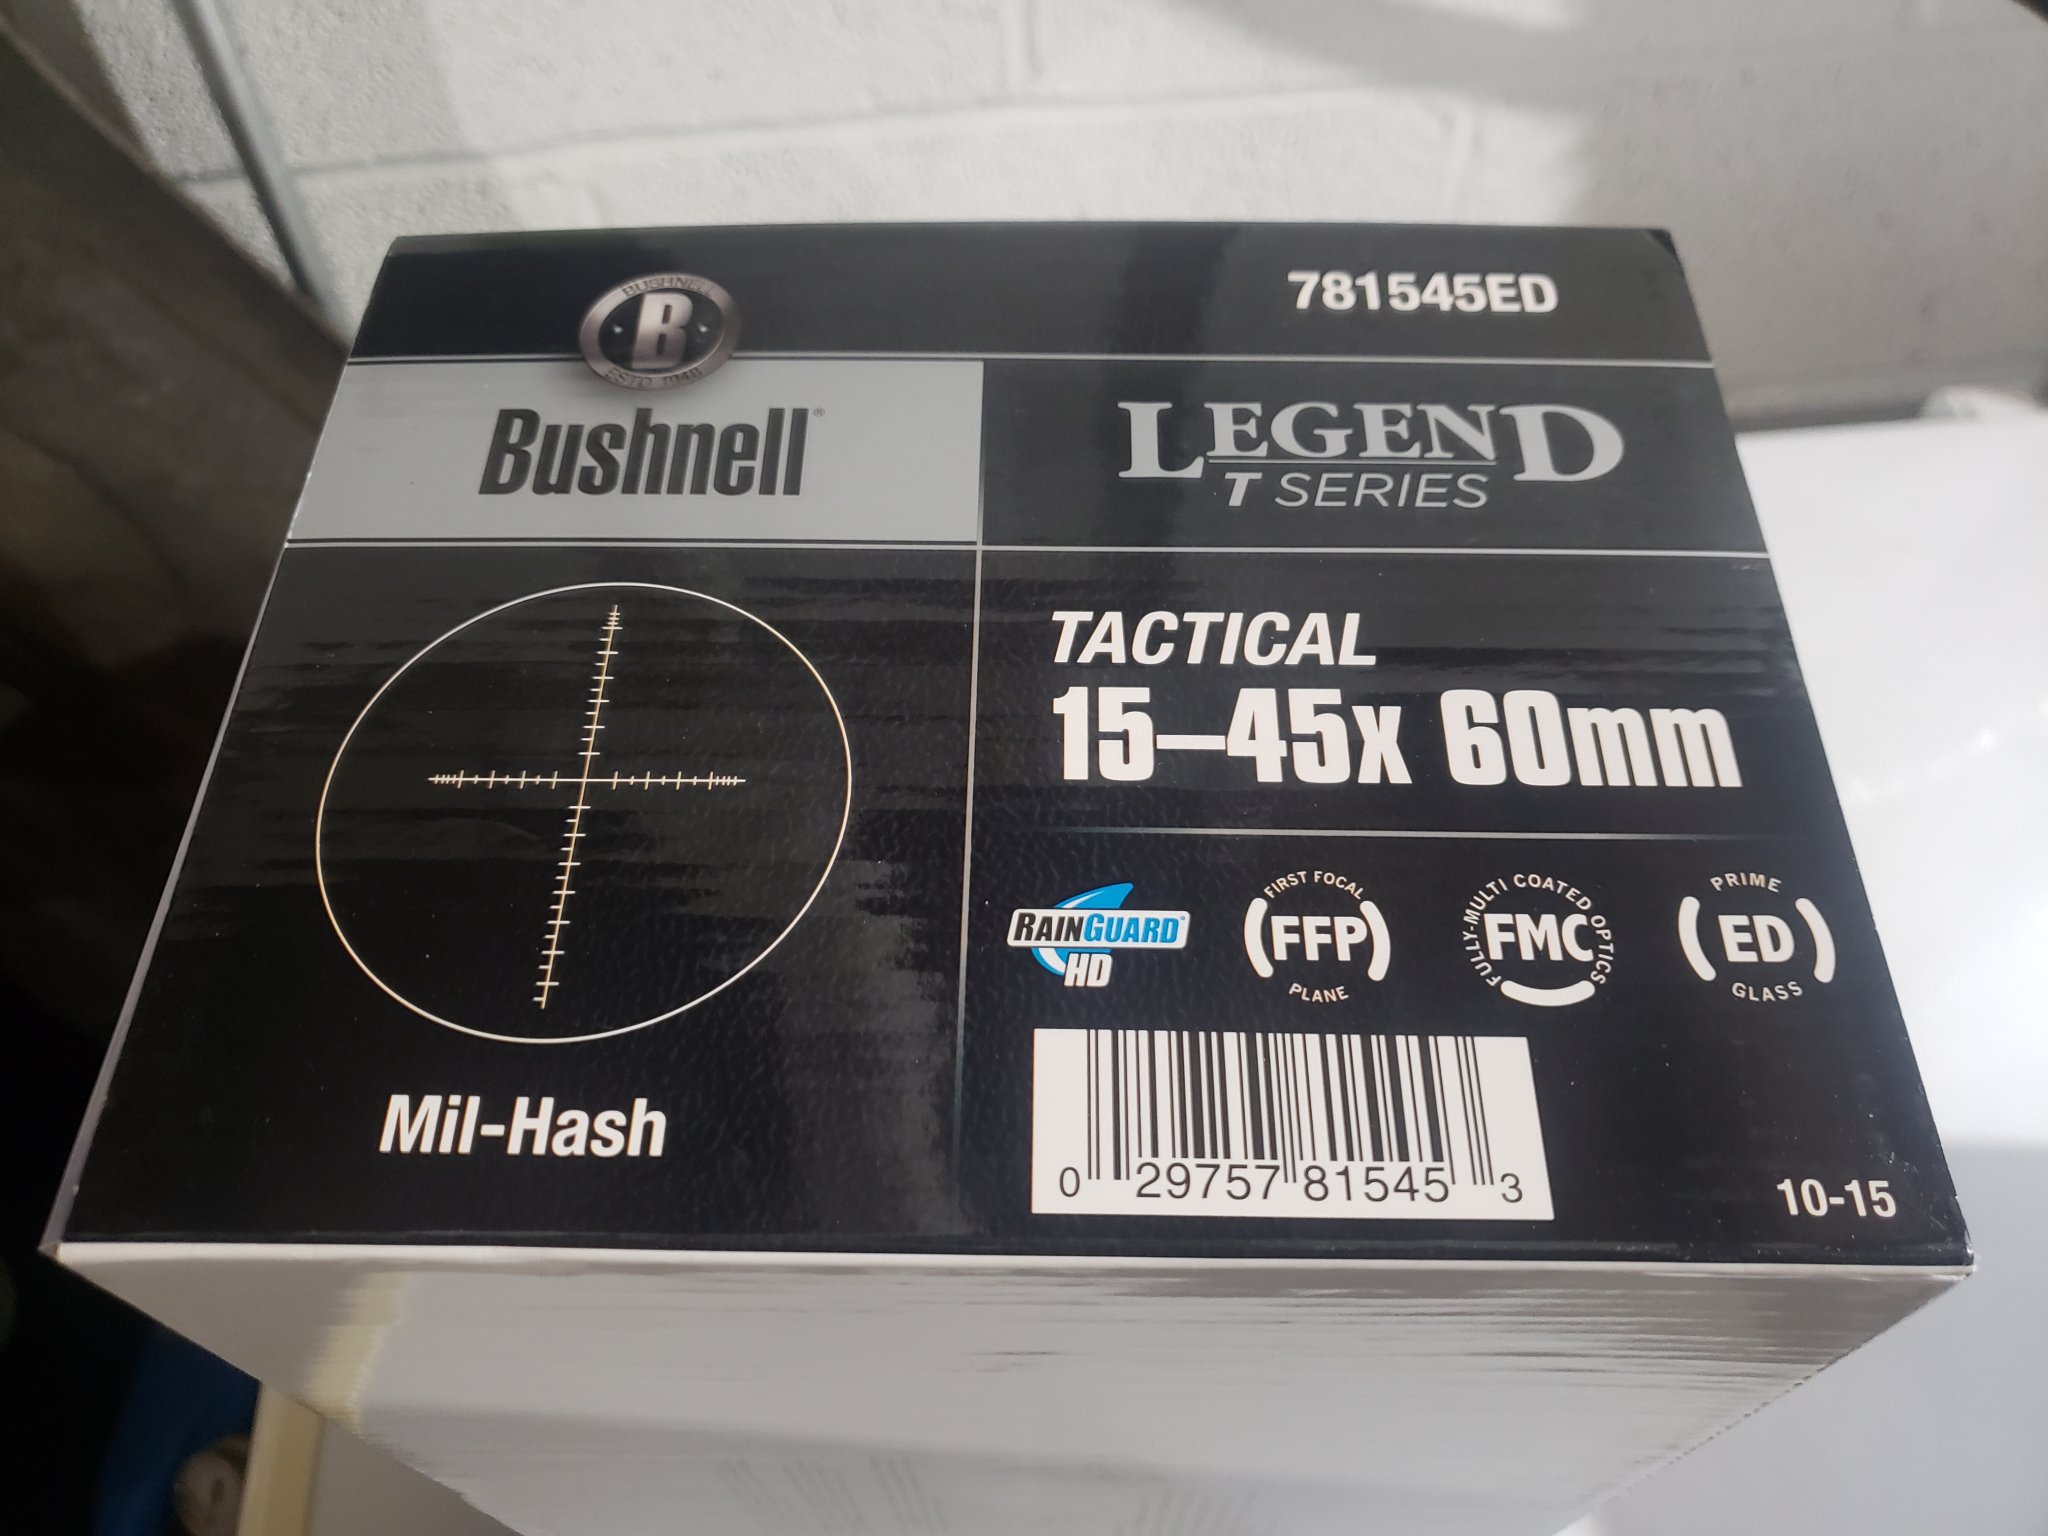 781545ED
BUSHNELL
B
ESTD 1948
Bushnell®
LEGEND
T SERIES
TACTICAL
15–45x 60mm
RAINGUARD®
HD
FIRST FOCAL
FFP
PLANE
FULLY-MULTI COATED OPTICS
FMC
PRIME
ED
GLASS
Mil-Hash
0 29757 81545 3
10-15